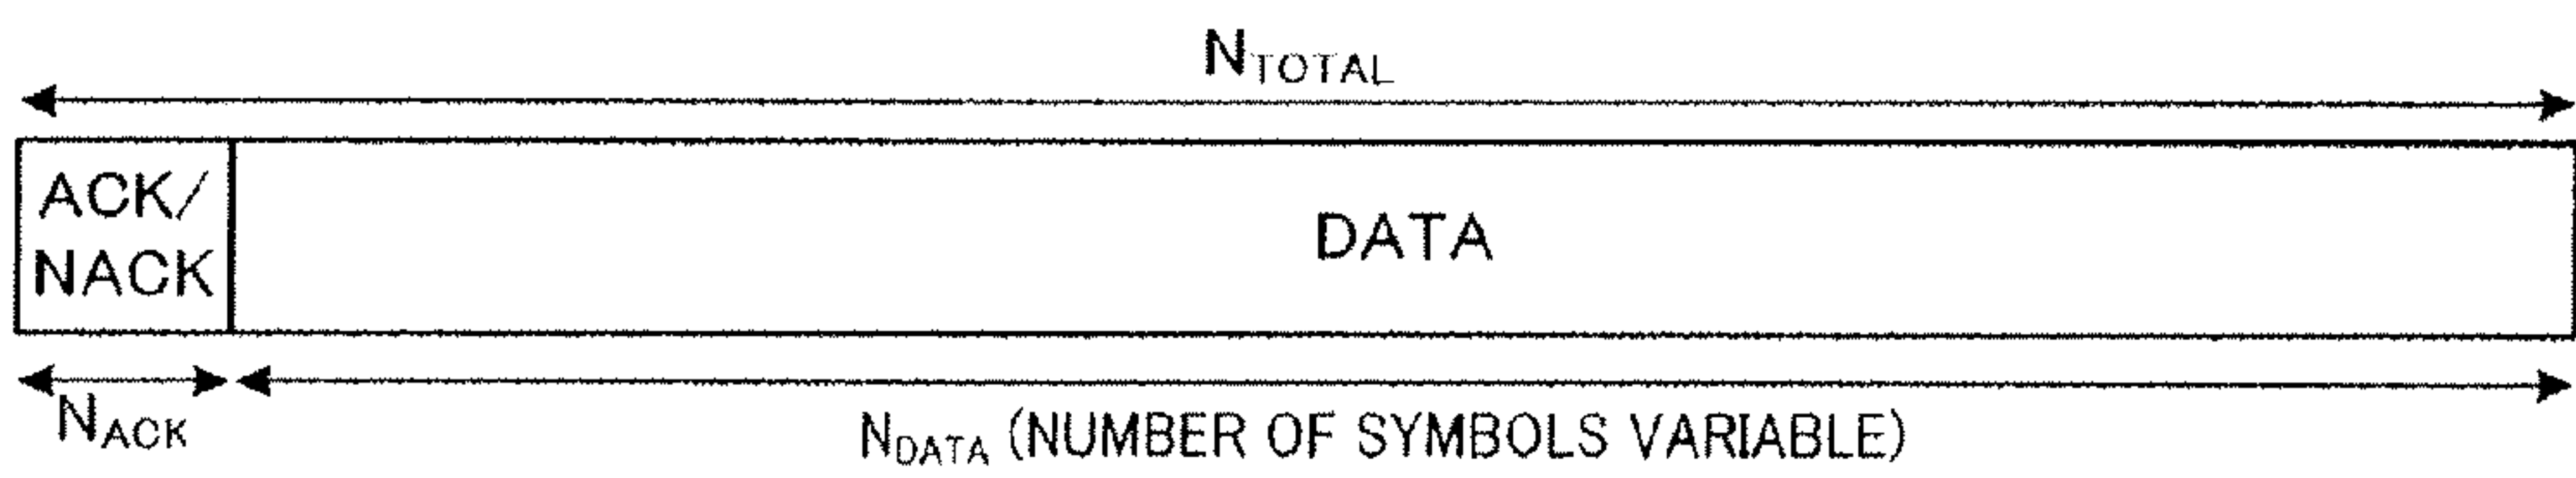 NTOTAL
ACK/
NACK
DATA
NACK
NDATA (NUMBER OF SYMBOLS VARIABLE)